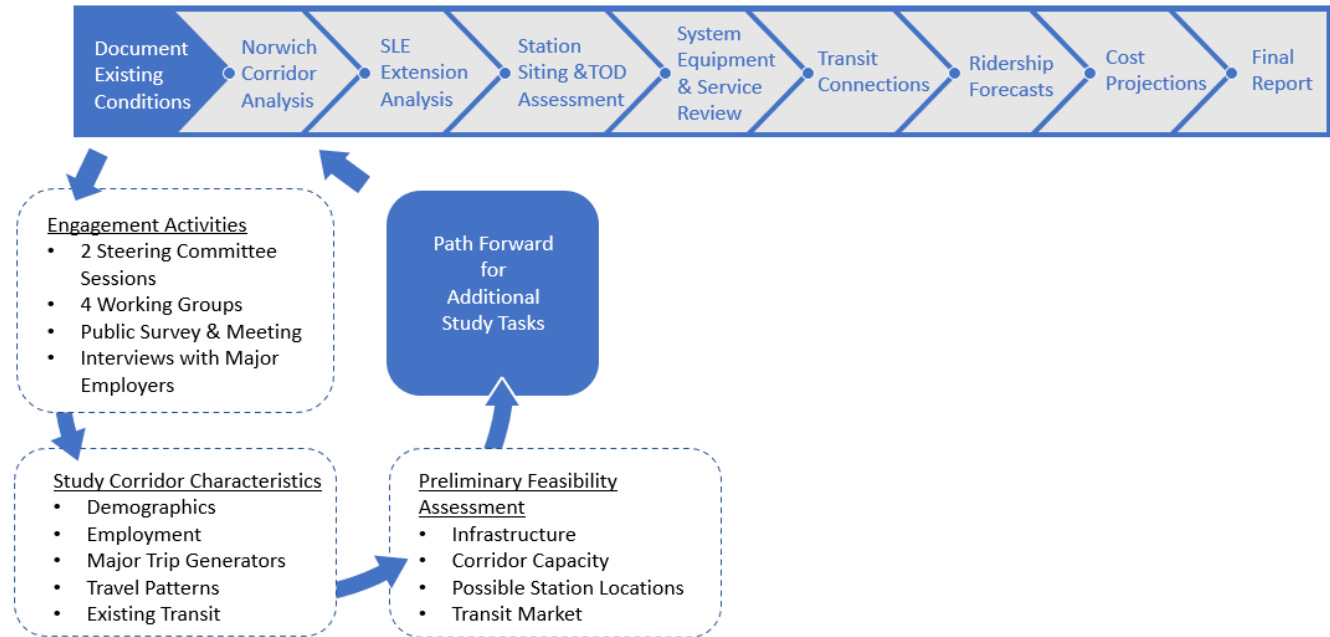 Document
Existing
Conditions
Norwich
Corridor
Analysis
SLE
Extension
Analysis
Station
Siting &TOD
Assessment
System
Equipment
& Service
Review
Transit
Connections
Ridership
Forecasts
Cost
Projections
Final
Report
Engagement Activities
• 2 Steering Committee
Sessions
• 4 Working Groups
• Public Survey & Meeting
• Interviews with Major
Employers
Path Forward
for
Additional
Study Tasks
Study Corridor Characteristics
• Demographics
• Employment
• Major Trip Generators
• Travel Patterns
• Existing Transit
Preliminary Feasibility
Assessment
• Infrastructure
• Corridor Capacity
• Possible Station Locations
• Transit Market